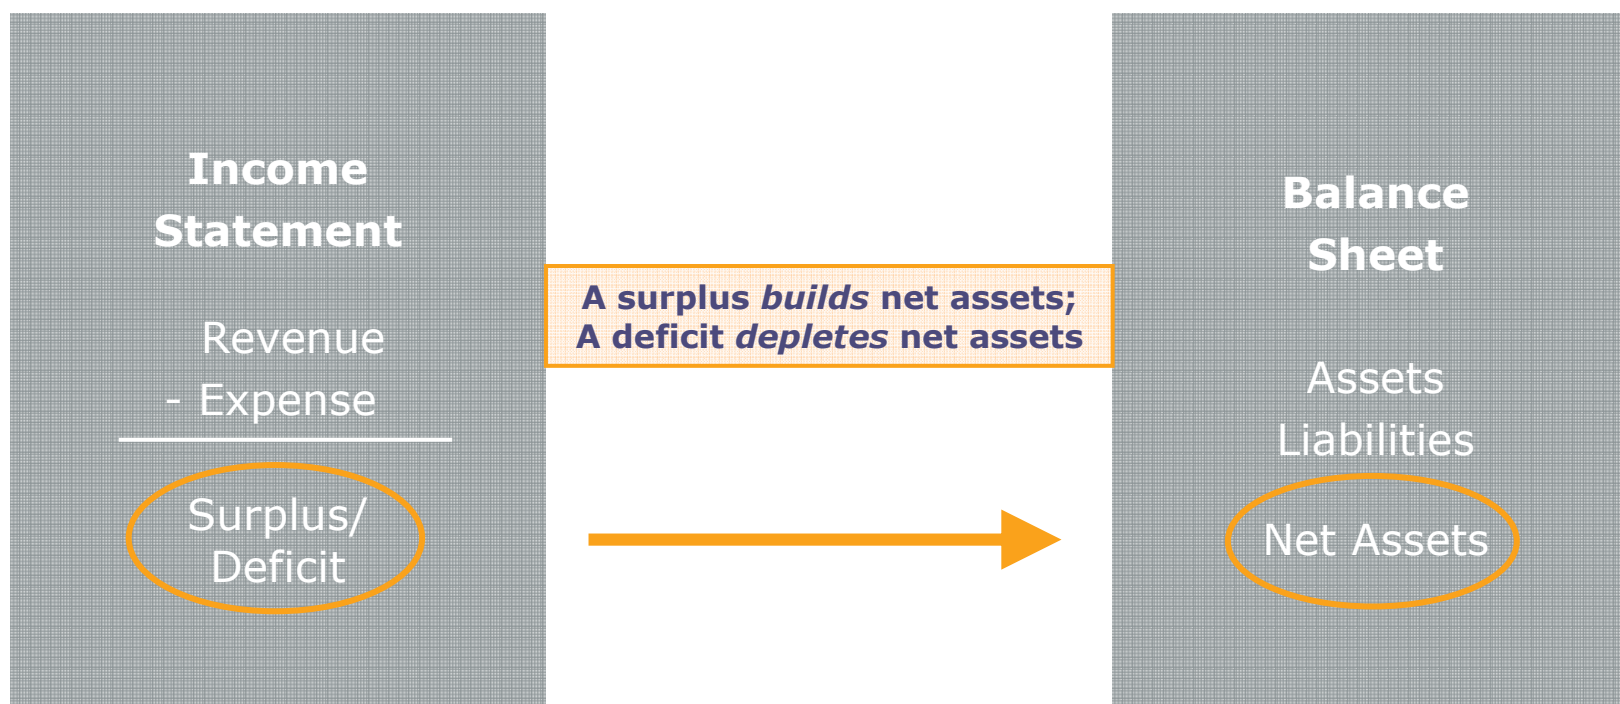 Income
Statement
Revenue
- Expense
Surplus/
Deficit
A surplus builds net assets;
A deficit depletes net assets
Balance
Sheet
Assets
Liabilities
Net Assets